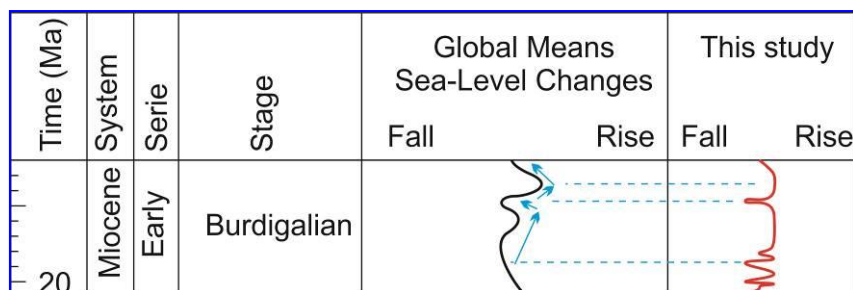 Time (Ma)
System
Serie
Stage
Global Means
Sea-Level Changes
Fall Rise
This study
Fall Rise
Miocene
Early
Burdigalian
20